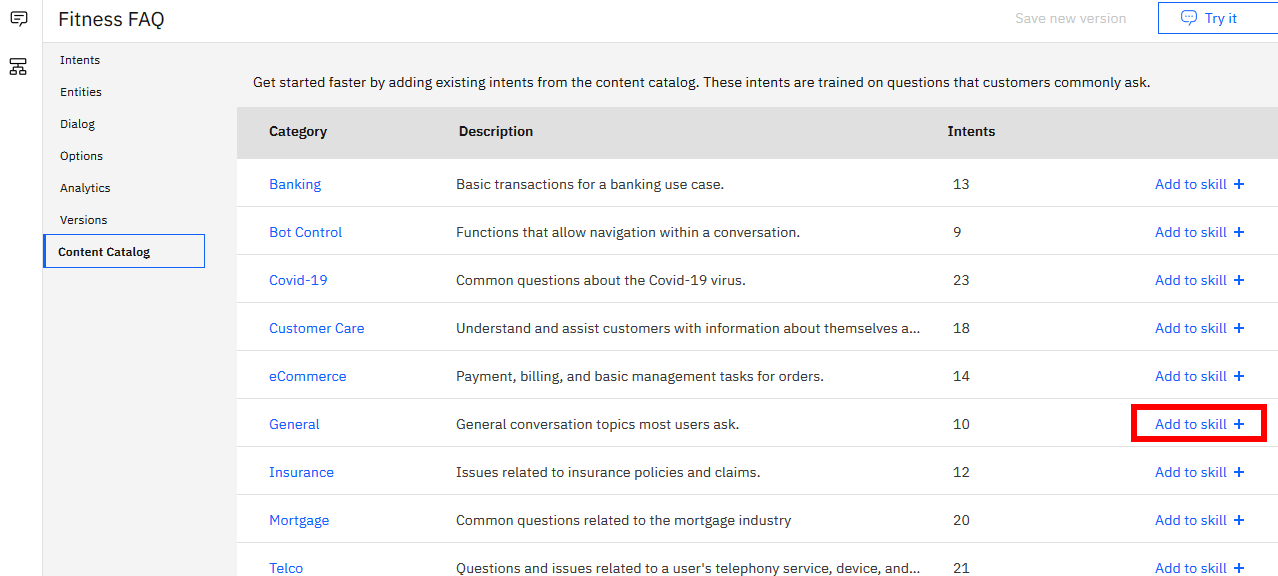 Fitness FAQ
Save new version
Try it
Intents
Entities
Dialog
Options
Analytics
Versions
Content Catalog
Get started faster by adding existing intents from the content catalog. These intents are trained on questions that customers commonly ask.
Category Description Intents
Banking Basic transactions for a banking use case. 13 Add to skill +
Bot Control Functions that allow navigation within a conversation. 9 Add to skill +
Covid-19 Common questions about the Covid-19 virus. 23 Add to skill +
Customer Care Understand and assist customers with information about themselves a... 18 Add to skill +
eCommerce Payment, billing, and basic management tasks for orders. 14 Add to skill +
General General conversation topics most users ask. 10 Add to skill +
Insurance Issues related to insurance policies and claims. 12 Add to skill +
Mortgage Common questions related to the mortgage industry 20 Add to skill +
Telco Questions and issues related to a user's telephony service, device, and... 21 Add to skill +